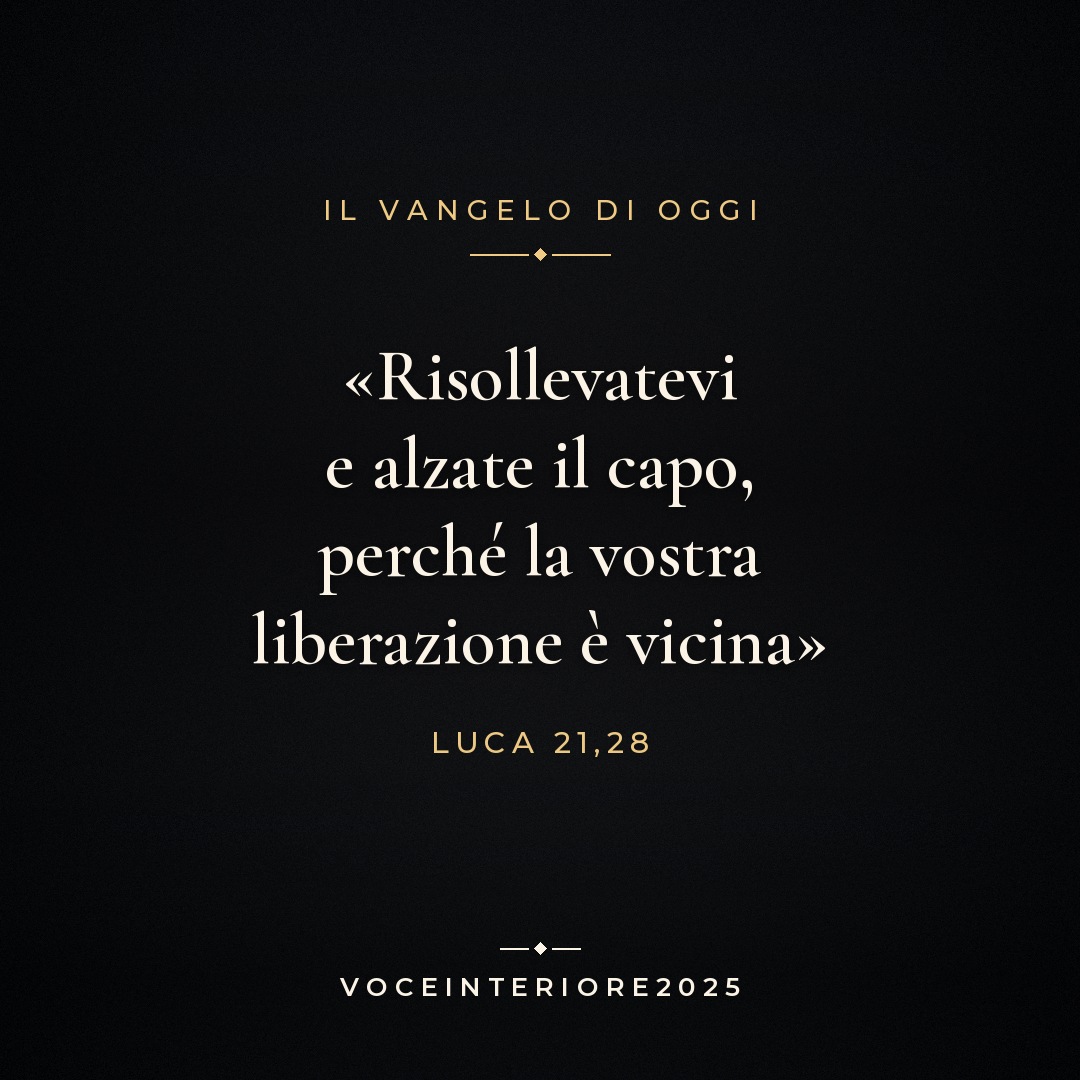 IL VANGELO DI OGGI
«Risollevatevi
e alzate il capo,
perché la vostra
liberazione è vicina»
LUCA 21,28
VOCEINTERIORE2025